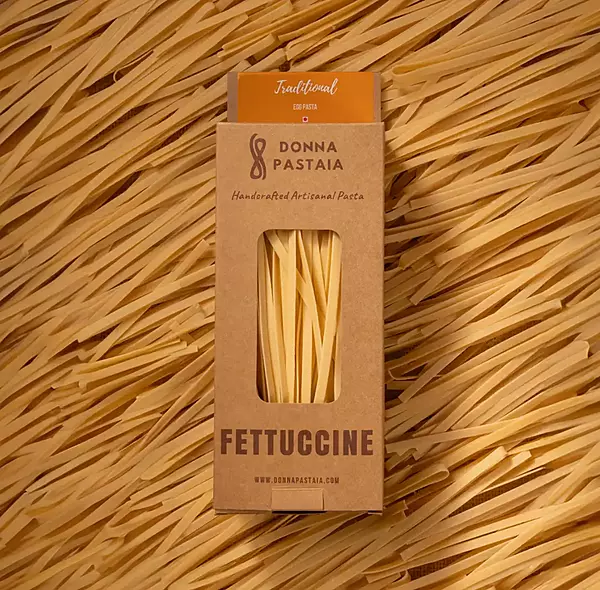 Traditional
EGG PASTA
DONNA
PASTAIA
Handcrafted Artisanal Pasta
FETTUCCINE
WWW.DONNAPASTAIA.COM